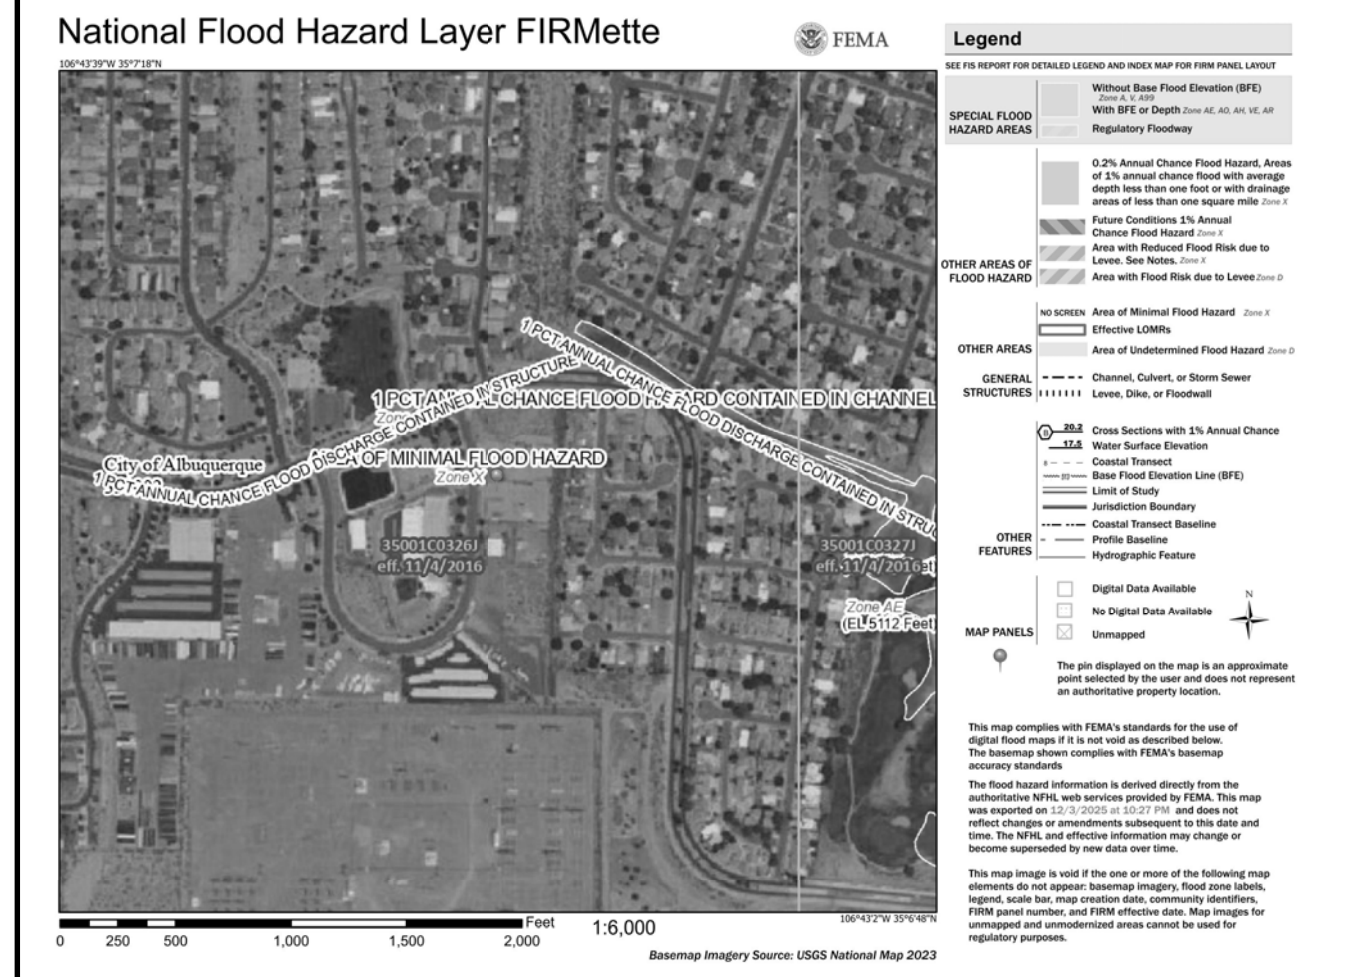 National Flood Hazard Layer FIRMette
FEMA
106°43'39"W 35°7'18"N
1 PCT ANNUAL CHANCE FLOOD DISCHARGE CONTAINED IN STRUCTURE
1 PCT ANNUAL CHANCE FLOOD DISCHARGE CONTAINED IN STRU
1 PCT AN AL CHANCE FLOOD H ARD CONTAINED IN CHANNEL
Zon
City of Albuquerque
A OF MINIMAL FLOOD HAZARD
Zone X
35001C0326J
eff. 11/4/2016
35001C0327J
eff. 11/4/2016
et)
Zone AE
(EL 5112 Feet)
106°43'2"W 35°6'48"N
0 250 500 1,000 1,500 2,000
Feet
1:6,000
Basemap Imagery Source: USGS National Map 2023
Legend
SEE FIS REPORT FOR DETAILED LEGEND AND INDEX MAP FOR FIRM PANEL LAYOUT
SPECIAL FLOOD
HAZARD AREAS
Without Base Flood Elevation (BFE)
Zone A, V, A99
With BFE or Depth Zone AE, AO, AH, VE, AR
Regulatory Floodway
OTHER AREAS OF
FLOOD HAZARD
0.2% Annual Chance Flood Hazard, Areas
of 1% annual chance flood with average
depth less than one foot or with drainage
areas of less than one square mile Zone X
Future Conditions 1% Annual
Chance Flood Hazard Zone X
Area with Reduced Flood Risk due to
Levee. See Notes. Zone X
Area with Flood Risk due to Levee Zone D
OTHER AREAS
NO SCREEN Area of Minimal Flood Hazard Zone X
Effective LOMRs
Area of Undetermined Flood Hazard Zone D
GENERAL
STRUCTURES
Channel, Culvert, or Storm Sewer
Levee, Dike, or Floodwall
OTHER
FEATURES
B 20.2 Cross Sections with 1% Annual Chance
17.5 Water Surface Elevation
8 Coastal Transect
513 Base Flood Elevation Line (BFE)
Limit of Study
Jurisdiction Boundary
Coastal Transect Baseline
Profile Baseline
Hydrographic Feature
MAP PANELS
Digital Data Available
No Digital Data Available
Unmapped
N
The pin displayed on the map is an approximate
point selected by the user and does not represent
an authoritative property location.
This map complies with FEMA's standards for the use of
digital flood maps if it is not void as described below.
The basemap shown complies with FEMA's basemap
accuracy standards
The flood hazard information is derived directly from the
authoritative NFHL web services provided by FEMA. This map
was exported on 12/3/2025 at 10:27 PM and does not
reflect changes or amendments subsequent to this date and
time. The NFHL and effective information may change or
become superseded by new data over time.
This map image is void if the one or more of the following map
elements do not appear: basemap imagery, flood zone labels,
legend, scale bar, map creation date, community identifiers,
FIRM panel number, and FIRM effective date. Map images for
unmapped and unmodernized areas cannot be used for
regulatory purposes.